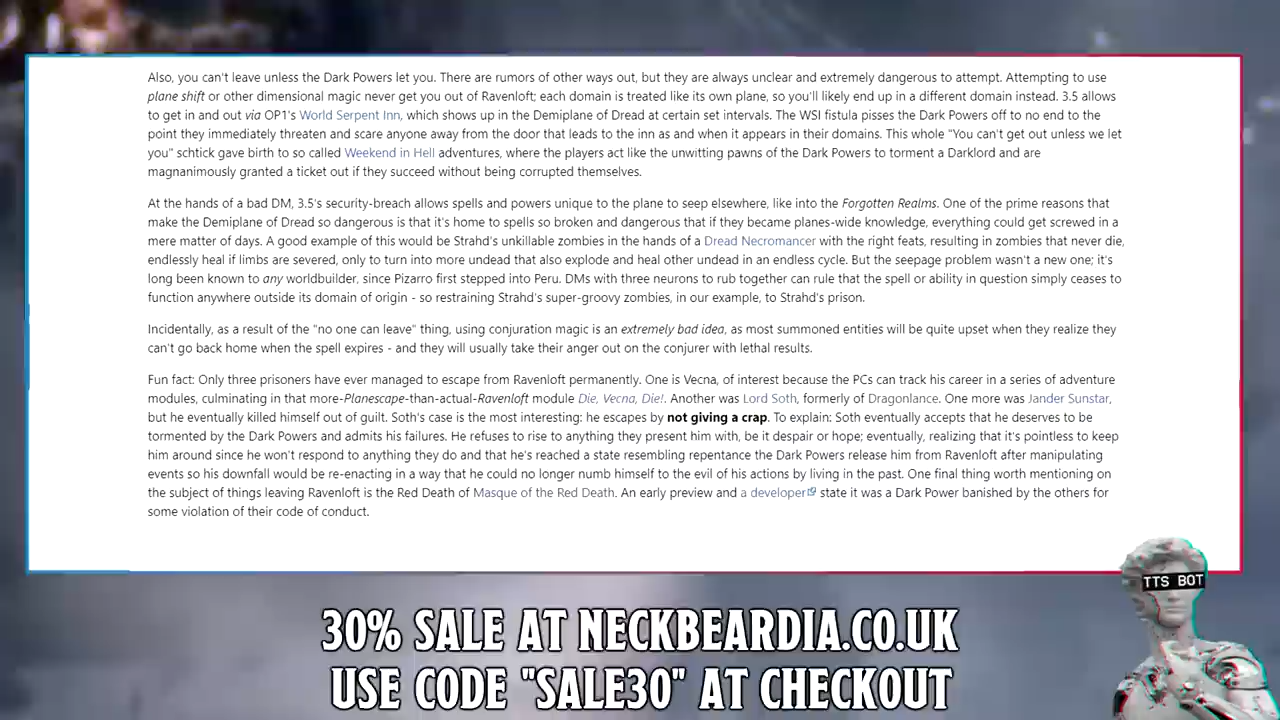 Also, you can't leave unless the Dark Powers let you. There are rumors of other ways out, but they are always unclear and extremely dangerous to attempt. Attempting to use
plane shift or other dimensional magic never get you out of Ravenloft; each domain is treated like its own plane, so you'll likely end up in a different domain instead. 3.5 allows
to get in and out via OP1's World Serpent Inn, which shows up in the Demiplane of Dread at certain set intervals. The WSI fistula pisses the Dark Powers off to no end to the
point they immediately threaten and scare anyone away from the door that leads to the inn as and when it appears in their domains. This whole "You can't get out unless we let
you" schtick gave birth to so called Weekend in Hell adventures, where the players act like the unwitting pawns of the Dark Powers to torment a Darklord and are
magnanimously granted a ticket out if they succeed without being corrupted themselves.
At the hands of a bad DM, 3.5's security-breach allows spells and powers unique to the plane to seep elsewhere, like into the Forgotten Realms. One of the prime reasons that
make the Demiplane of Dread so dangerous is that it's home to spells so broken and dangerous that if they became planes-wide knowledge, everything could get screwed in a
mere matter of days. A good example of this would be Strahd's unkillable zombies in the hands of a Dread Necromancer with the right feats, resulting in zombies that never die,
endlessly heal if limbs are severed, only to turn into more undead that also explode and heal other undead in an endless cycle. But the seepage problem wasn't a new one; it's
long been known to any worldbuilder, since Pizarro first stepped into Peru. DMs with three neurons to rub together can rule that the spell or ability in question simply ceases to
function anywhere outside its domain of origin - so restraining Strahd's super-groovy zombies, in our example, to Strahd's prison.
Incidentally, as a result of the "no one can leave" thing, using conjuration magic is an extremely bad idea, as most summoned entities will be quite upset when they realize they
can't go back home when the spell expires - and they will usually take their anger out on the conjurer with lethal results.
Fun fact: Only three prisoners have ever managed to escape from Ravenloft permanently. One is Vecna, of interest because the PCs can track his career in a series of adventure
modules, culminating in that more-Planescape-than-actual-Ravenloft module Die, Vecna, Die!. Another was Lord Soth, formerly of Dragonlance. One more was Jander Sunstar,
but he eventually killed himself out of guilt. Soth's case is the most interesting: he escapes by not giving a crap. To explain: Soth eventually accepts that he deserves to be
tormented by the Dark Powers and admits his failures. He refuses to rise to anything they present him with, be it despair or hope; eventually, realizing that it's pointless to keep
him around since he won't respond to anything they do and that he's reached a state resembling repentance the Dark Powers release him from Ravenloft after manipulating
events so his downfall would be re-enacting in a way that he could no longer numb himself to the evil of his actions by living in the past. One final thing worth mentioning on
the subject of things leaving Ravenloft is the Red Death of Masque of the Red Death. An early preview and a developer state it was a Dark Power banished by the others for
some violation of their code of conduct.
TTS BOT
30% SALE AT NECKBEARDIA.CO.UK
USE CODE "SALE30" AT CHECKOUT